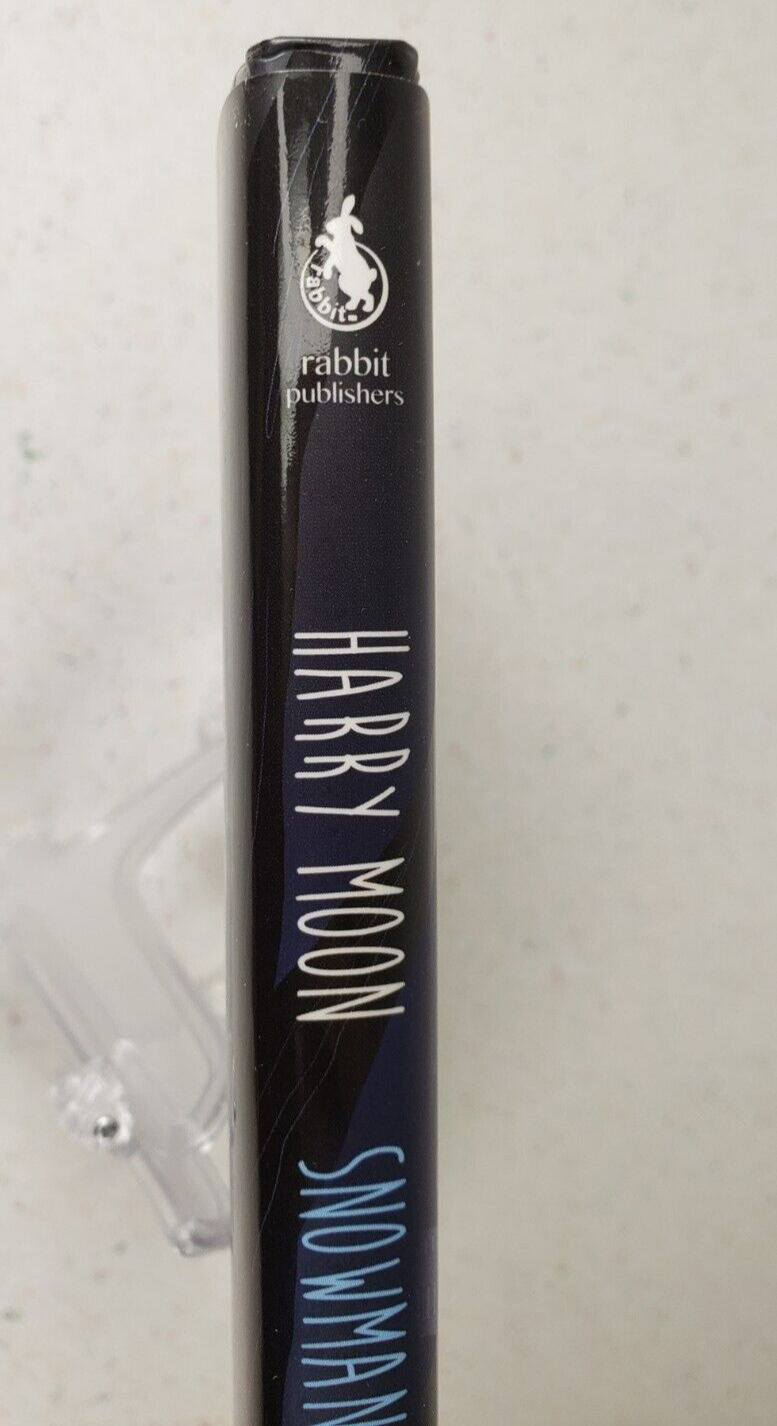 rabbit
rabbit
publishers
HARRY MOON
SNOWMAN